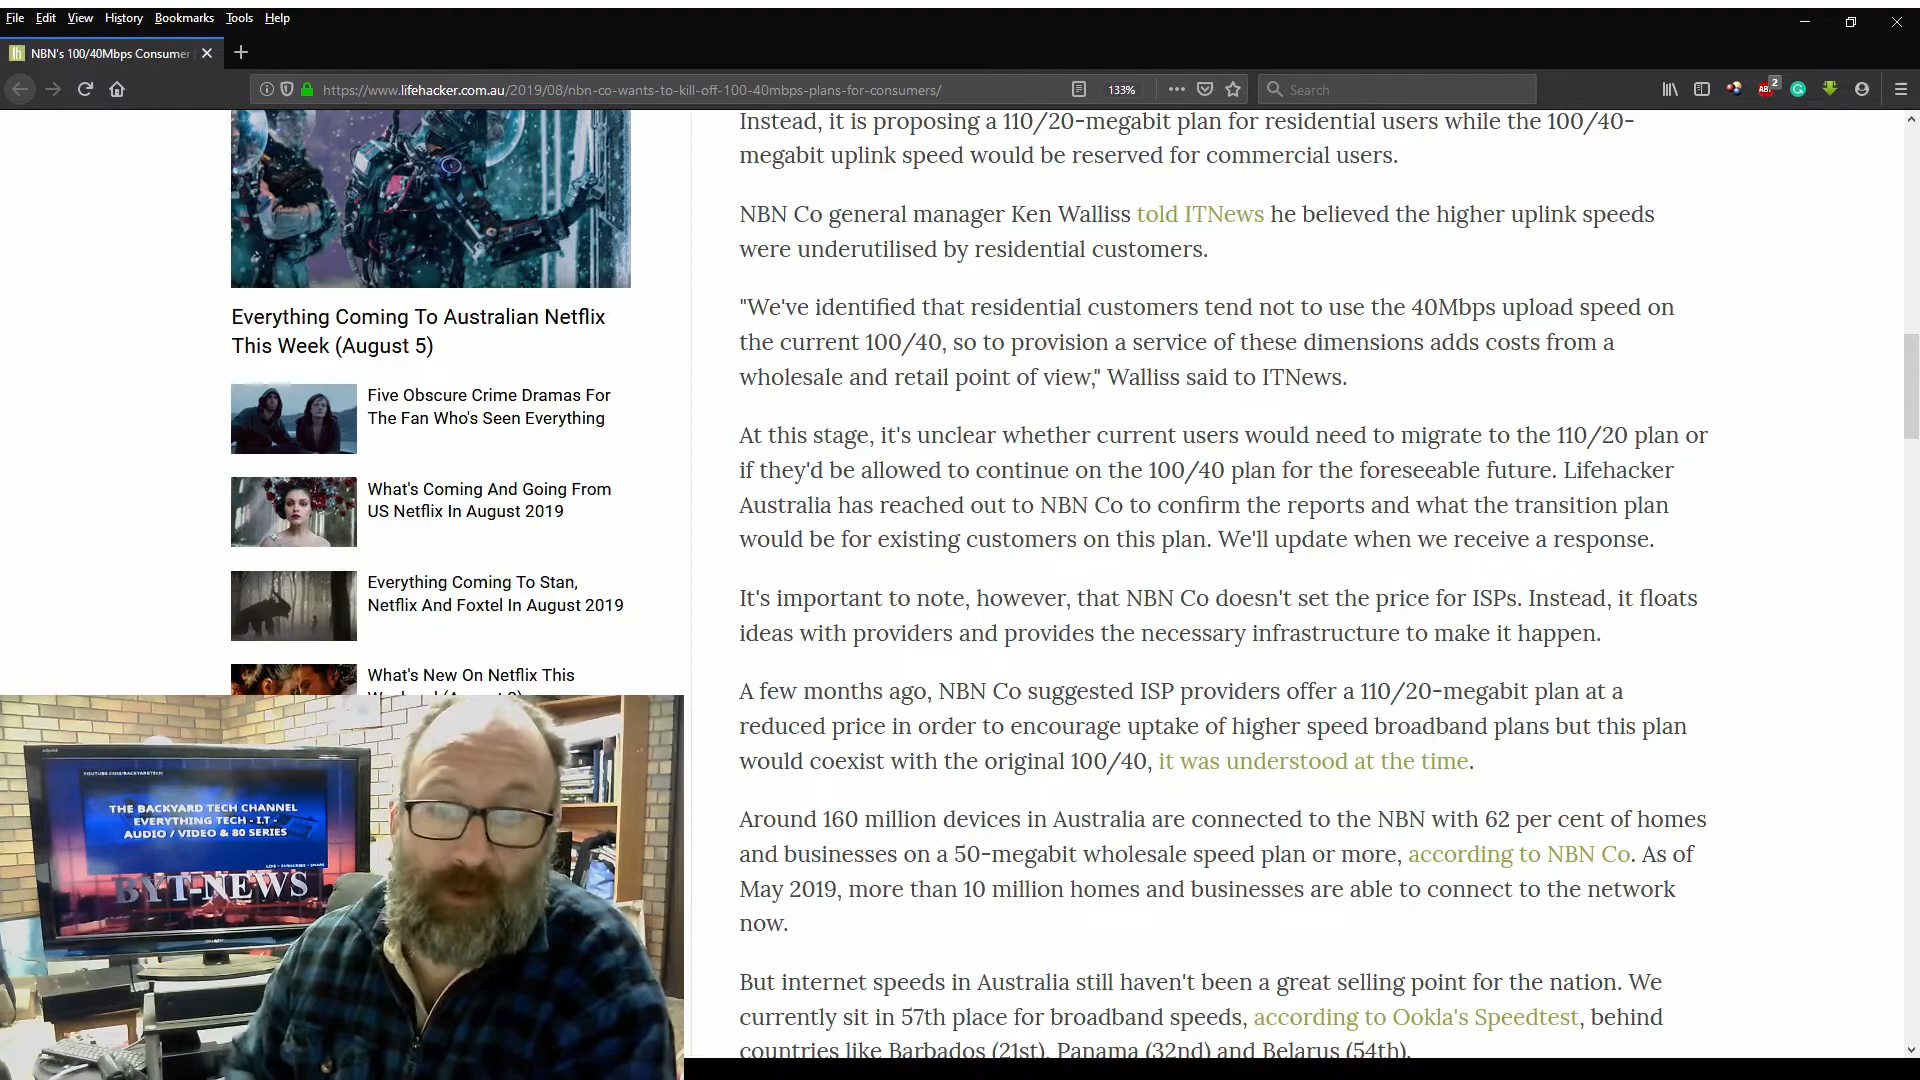 File Edit View History Bookmarks Tools Help
NBN's 100/40Mbps Consumer
https://www.lifehacker.com.au/2019/08/nbn-co-wants-to-kill-off-100-40mbps-plans-for-consumers/
133%
Search
2
Instead, it is proposing a 110/20-megabit plan for residential users while the 100/40-
megabit uplink speed would be reserved for commercial users.
NBN Co general manager Ken Walliss told ITNews he believed the higher uplink speeds
were underutilised by residential customers.
"We've identified that residential customers tend not to use the 40Mbps upload speed on
the current 100/40, so to provision a service of these dimensions adds costs from a
wholesale and retail point of view," Walliss said to ITNews.
At this stage, it's unclear whether current users would need to migrate to the 110/20 plan or
if they'd be allowed to continue on the 100/40 plan for the foreseeable future. Lifehacker
Australia has reached out to NBN Co to confirm the reports and what the transition plan
would be for existing customers on this plan. We'll update when we receive a response.
It's important to note, however, that NBN Co doesn't set the price for ISPs. Instead, it floats
ideas with providers and provides the necessary infrastructure to make it happen.
A few months ago, NBN Co suggested ISP providers offer a 110/20-megabit plan at a
reduced price in order to encourage uptake of higher speed broadband plans but this plan
would coexist with the original 100/40, it was understood at the time.
Around 160 million devices in Australia are connected to the NBN with 62 per cent of homes
and businesses on a 50-megabit wholesale speed plan or more, according to NBN Co. As of
May 2019, more than 10 million homes and businesses are able to connect to the network
now.
But internet speeds in Australia still haven't been a great selling point for the nation. We
currently sit in 57th place for broadband speeds, according to Ookla's Speedtest, behind
countries like Barbados (21st), Panama (32nd) and Belarus (54th).
Everything Coming To Australian Netflix
This Week (August 5)
Five Obscure Crime Dramas For
The Fan Who's Seen Everything
What's Coming And Going From
US Netflix In August 2019
Everything Coming To Stan,
Netflix And Foxtel In August 2019
What's New On Netflix This
YOUTUBE.COM/BACKYARDTECH
THE BACKYARD TECH CHANNEL
EVERYTHING TECH - I.T -
AUDIO / VIDEO & 80 SERIES
LIKE - SUBSCRIBE - SHARE
BYT-NEWS